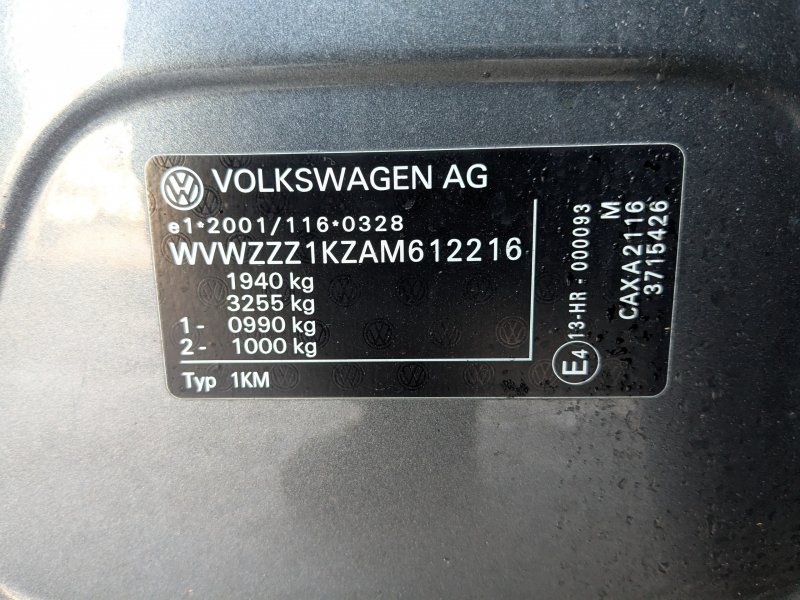 VOLKSWAGEN AG
e1*2001/116*0328
WVWZZZ1KZAM612216
1940 kg
3255 kg
1- 0990 kg
2- 1000 kg
Typ 1KM
E4 13-HR - 000093
CAXA2116 M
3715426